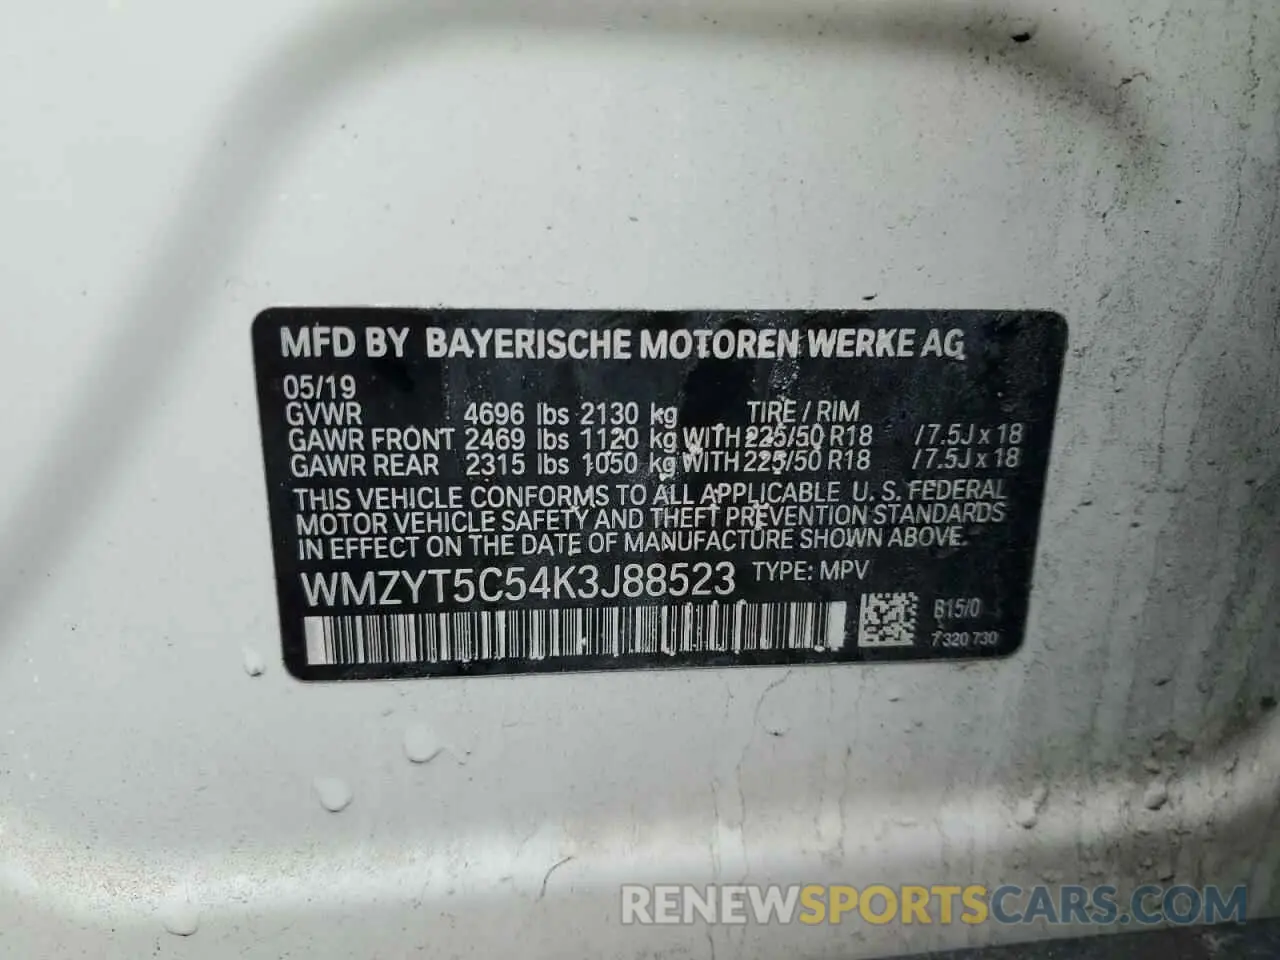 MFD BY BAYERISCHE MOTOREN WERKE AG
05/19
GVWR 4696 lbs 2130 kg TIRE / RIM
GAWR FRONT 2469 lbs 1120 kg WITH 225/50 R18 /7.5J x 18
GAWR REAR 2315 lbs 1050 kg WITH 225/50 R18 /7.5J x 18
THIS VEHICLE CONFORMS TO ALL APPLICABLE U.S. FEDERAL
MOTOR VEHICLE SAFETY AND THEFT PREVENTION STANDARDS
IN EFFECT ON THE DATE OF MANUFACTURE SHOWN ABOVE.
WMZYT5C54K3J88523 TYPE: MPV
B15/0
7 320 730
RENEWSPORTSCARS.COM